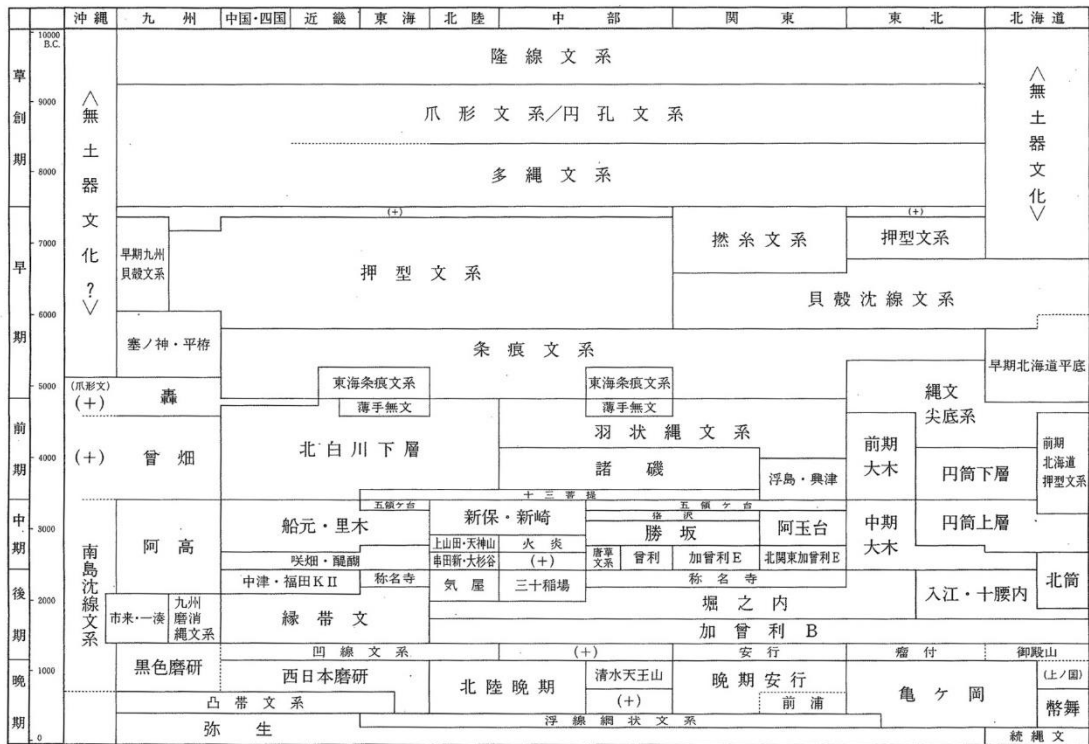 沖縄 九州 中国・四国 近畿 東海 北陸 中部 関東 東北 北海道
草創期
早期
前期
中期
後期
晩期
10000
B.C.
9000
8000
7000
6000
5000
4000
3000
2000
1000
0
隆線文系
〈無土器文化?〉
爪形文系/円孔文系
〈無土器文化〉
多縄文系
(+)
(+)
早期九州
貝殻文系
押型文系
撚糸文系
押型文系
貝殻沈線文系
塞ノ神・平栫
条痕文系
早期北海道平底
(爪形文)
(+)
轟
東海条痕文系
東海条痕文系
縄文
尖底系
薄手無文
薄手無文
(+)
曾畑
北白川下層
羽状縄文系
前期
大木
前期
北海道
押型文系
諸磯
浮島・興津
円筒下層
十三菩提
南島沈線文系
阿高
船元・里木
五領ケ台
新保・新崎
五領ケ台
狢沢
勝坂
阿玉台
中期
大木
円筒上層
上山田・天神山
火炎
咲畑・醍醐
串田新・大杉谷
(+)
唐草
文系
曾利
加曾利E
北関東加曾利E
北筒
中津・福田KⅡ
称名寺
気屋
三十稲場
称名寺
入江・十腰内
市来・一湊
九州
磨消
縄文系
縁帯文
堀之内
加曾利B
黒色磨研
凹線文系
(+)
安行
瘤付
御殿山
西日本磨研
北陸晩期
清水天王山
晩期安行
亀ケ岡
(上ノ国)
凸帯文系
(+)
前浦
幣舞
弥生
浮線網状文系
続縄文